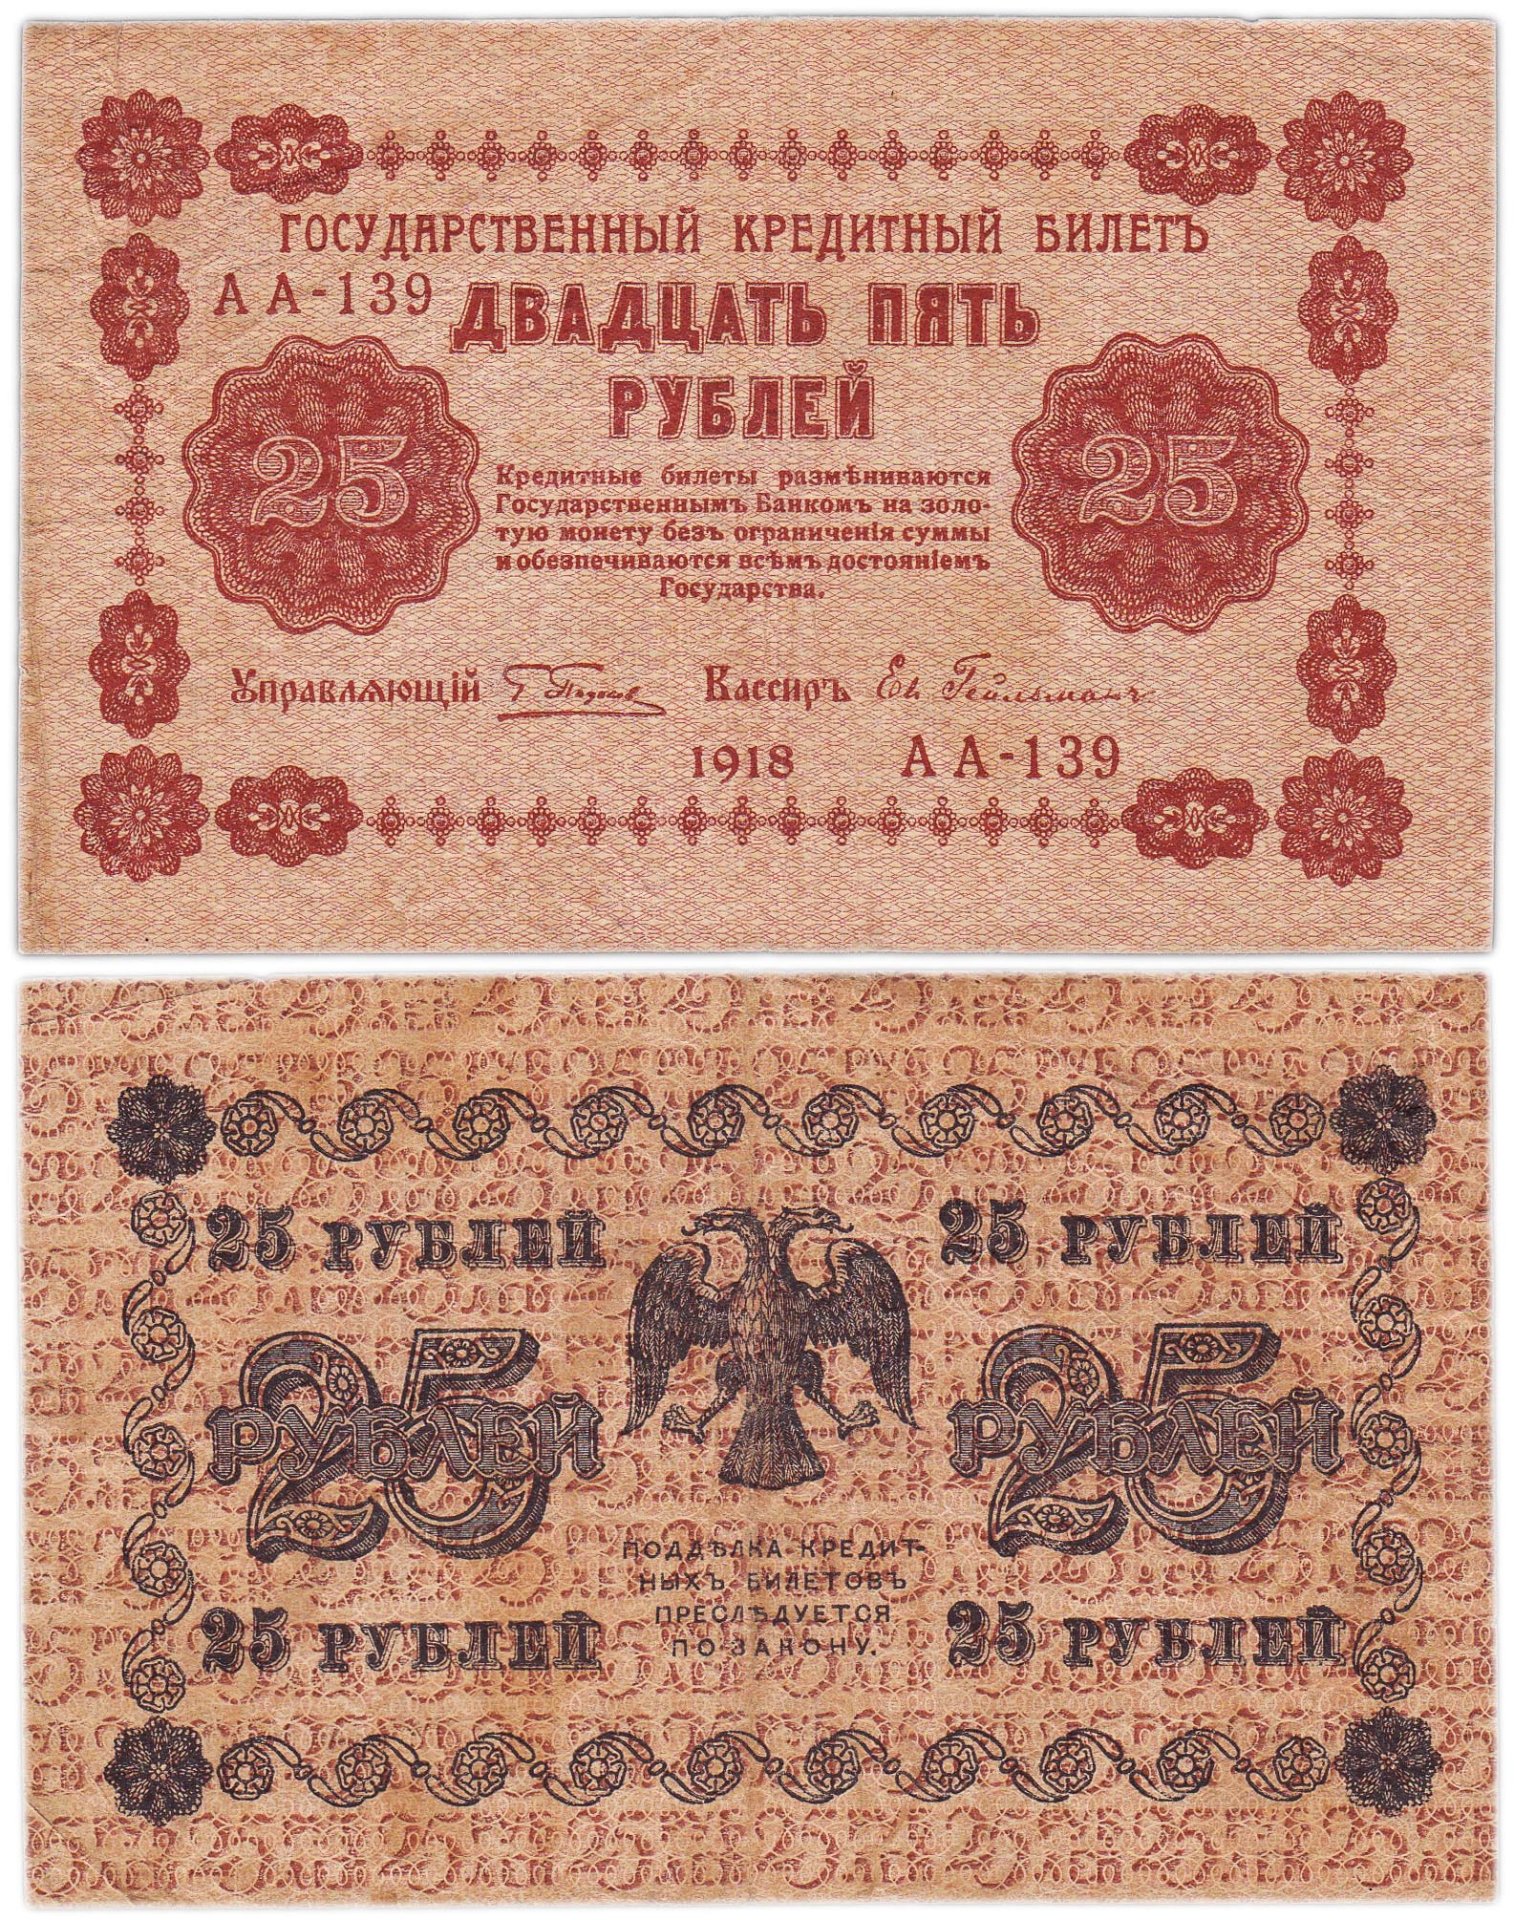 ГОСУДАРСТВЕННЫЙ КРЕДИТНЫЙ БИЛЕТЪ
АА-139
ДВАДЦАТЬ ПЯТЬ
РУБЛЕЙ
25
25
Кредитные билеты размѣниваются
Государственнымъ Банкомъ на золо-
тую монету безъ ограниченія суммы
и обезпечиваются всѣмъ достояніемъ
Государства.
Управляющій
Кассиръ Ев. Гейльманъ
1918 АА-139
25 РУБЛЕЙ
25 РУБЛЕЙ
25 РУБЛЕЙ
25 РУБЛЕЙ
ПОДДѢЛКА КРЕДИТ-
НЫХЪ БИЛЕТОВЪ
ПРЕСЛѢДУЕТСЯ
ПО ЗАКОНУ.
25 РУБЛЕЙ
25 РУБЛЕЙ